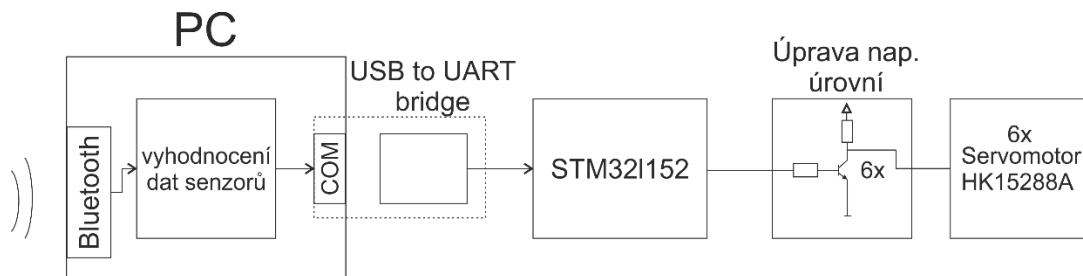 PC
Bluetooth
vyhodnocení
dat senzorů
COM
USB to UART
bridge
STM32l152
Úprava nap.
úrovní
6x
6x
Servomotor
HK15288A